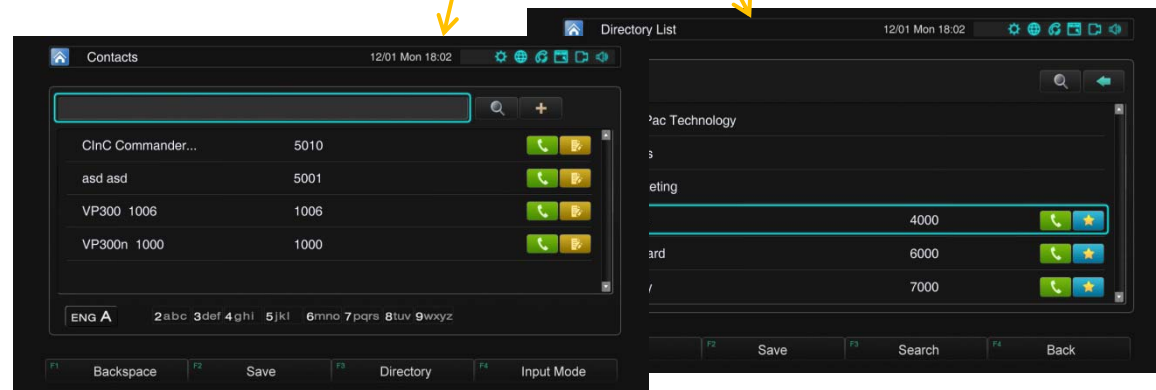 Contacts
12/01 Mon 18:02
CInC Commander... 5010
asd asd 5001
VP300 1006 1006
VP300n 1000 1000
ENG A 2abc 3def 4ghi 5jkl 6mno 7pqrs 8tuv 9wxyz
F1 Backspace F2 Save F3 Directory F4 Input Mode
Directory List
12/01 Mon 18:02
Pac Technology
s
eting
4000
ard 6000
y 7000
F2 Save F3 Search F4 Back